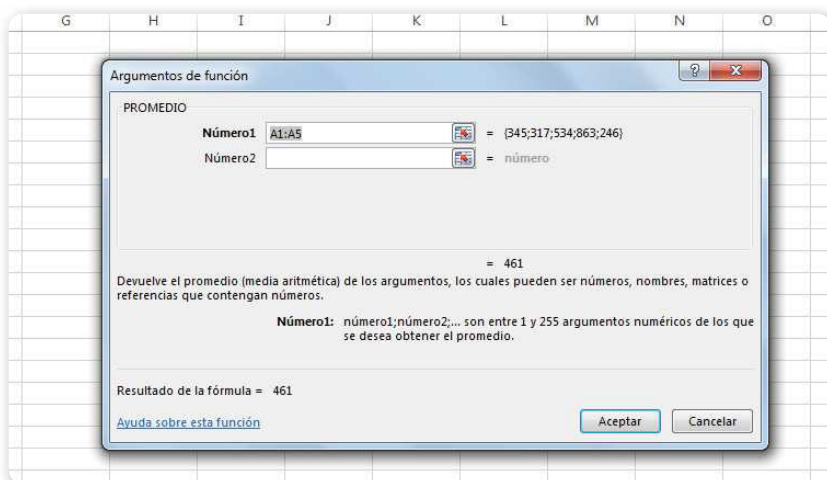 G H I J K L M N O
Argumentos de función
PROMEDIO
Número1 A1:A5 = {345;317;534;863;246}
Número2 = número
= 461
Devuelve el promedio (media aritmética) de los argumentos, los cuales pueden ser números, nombres, matrices o
referencias que contengan números.
Número1: número1;número2;... son entre 1 y 255 argumentos numéricos de los que
se desea obtener el promedio.
Resultado de la fórmula = 461
Ayuda sobre esta función
Aceptar Cancelar